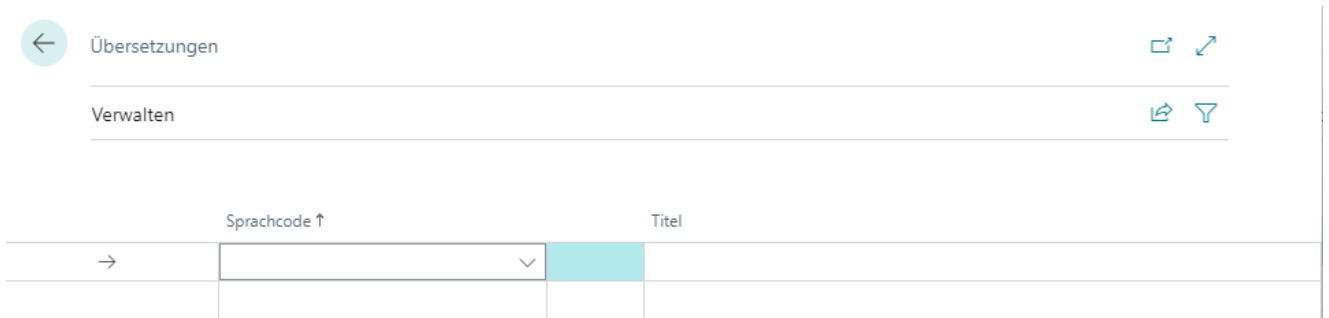 Übersetzungen
Verwalten
Sprachcode ↑ Titel